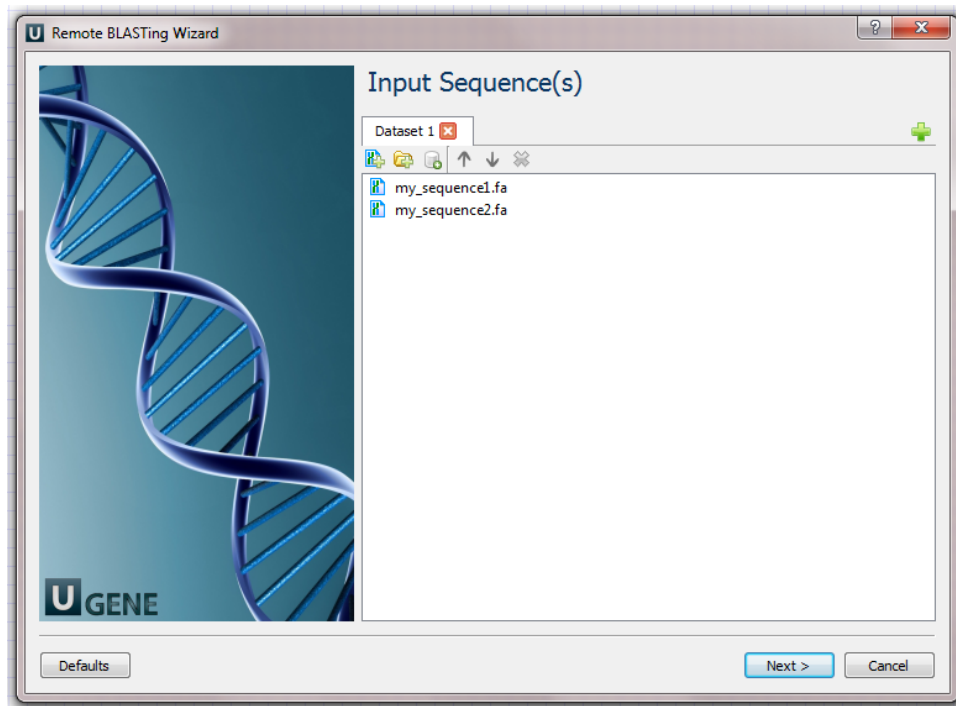 U Remote BLASTing Wizard
?
Input Sequence(s)
Dataset 1
my_sequence1.fa
my_sequence2.fa
U GENE
Defaults
Next >
Cancel